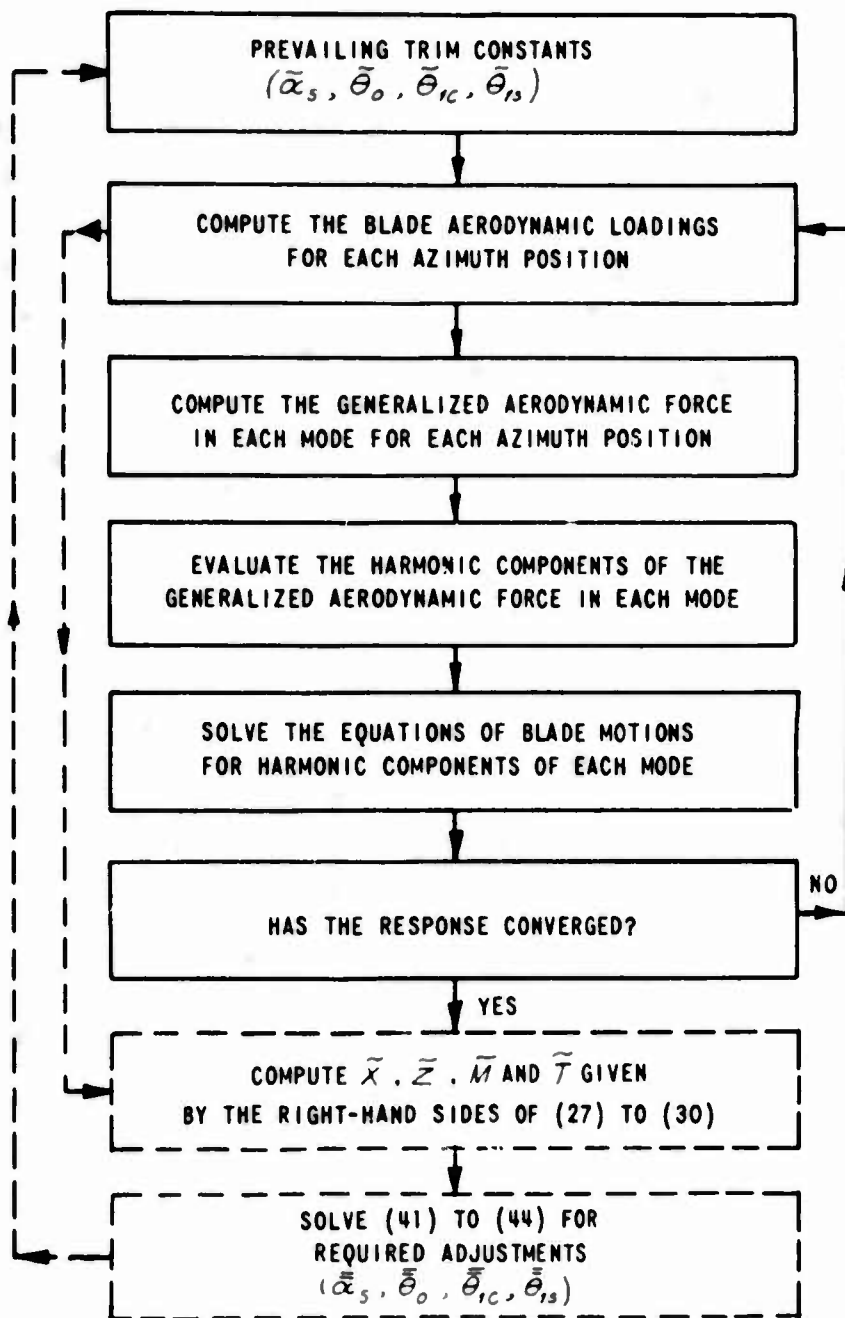 PREVAILING TRIM CONSTANTS
(α̃ₛ, θ̃₀, θ̃₁C, θ̃₁ₛ)
COMPUTE THE BLADE AERODYNAMIC LOADINGS
FOR EACH AZIMUTH POSITION
COMPUTE THE GENERALIZED AERODYNAMIC FORCE
IN EACH MODE FOR EACH AZIMUTH POSITION
EVALUATE THE HARMONIC COMPONENTS OF THE
GENERALIZED AERODYNAMIC FORCE IN EACH MODE
SOLVE THE EQUATIONS OF BLADE MOTIONS
FOR HARMONIC COMPONENTS OF EACH MODE
HAS THE RESPONSE CONVERGED?
NO
YES
COMPUTE X̃, Z̃, M̃ AND T̃ GIVEN
BY THE RIGHT-HAND SIDES OF (27) TO (30)
SOLVE (41) TO (44) FOR
REQUIRED ADJUSTMENTS
(α̿ₛ, θ̿₀, θ̿₁C, θ̿₁ₛ)